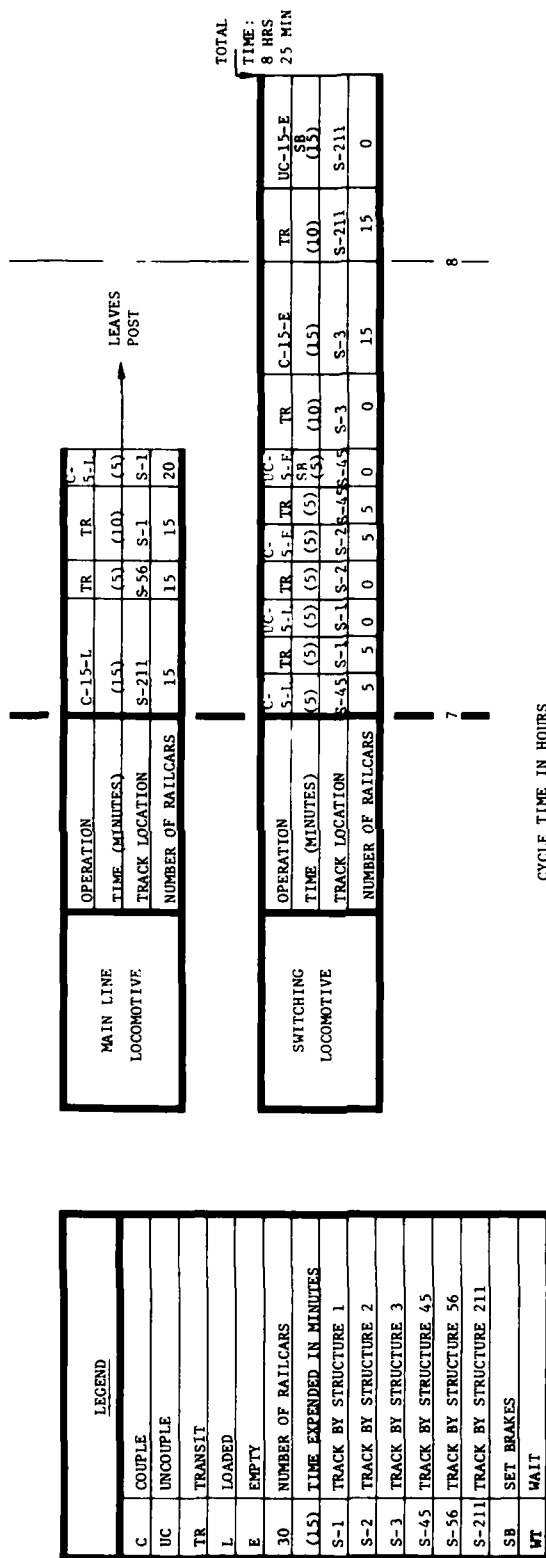 LEGEND
C COUPLE
UC UNCOUPLE
TR TRANSIT
L LOADED
E EMPTY
30 NUMBER OF RAILCARS
(15) TIME EXPENDED IN MINUTES
S-1 TRACK BY STRUCTURE 1
S-2 TRACK BY STRUCTURE 2
S-3 TRACK BY STRUCTURE 3
S-45 TRACK BY STRUCTURE 45
S-56 TRACK BY STRUCTURE 56
S-211 TRACK BY STRUCTURE 211
SB SET BRAKES
WT WAIT
MAIN LINE
LOCOMOTIVE
OPERATION C-15-L TR TR C-5-L
TIME (MINUTES) (15) (5) (10) (5)
TRACK LOCATION S-211 S-56 S-1 S-1
NUMBER OF RAILCARS 15 15 15 20
LEAVES
POST
SWITCHING
LOCOMOTIVE
OPERATION C-5-L TR UC-5-L TR C-5-E TR UC-5-E SB TR C-15-E TR UC-15-E SB
TIME (MINUTES) (5) (5) (5) (5) (5) (5) (5) (10) (15) (10) (15)
TRACK LOCATION S-45 S-1 S-1 S-2 S-2 S-45 S-45 S-3 S-3 S-211 S-211
NUMBER OF RAILCARS 5 5 0 0 5 5 0 0 15 15 0
TOTAL
TIME:
8 HRS
25 MIN
7 8
CYCLE TIME IN HOURS